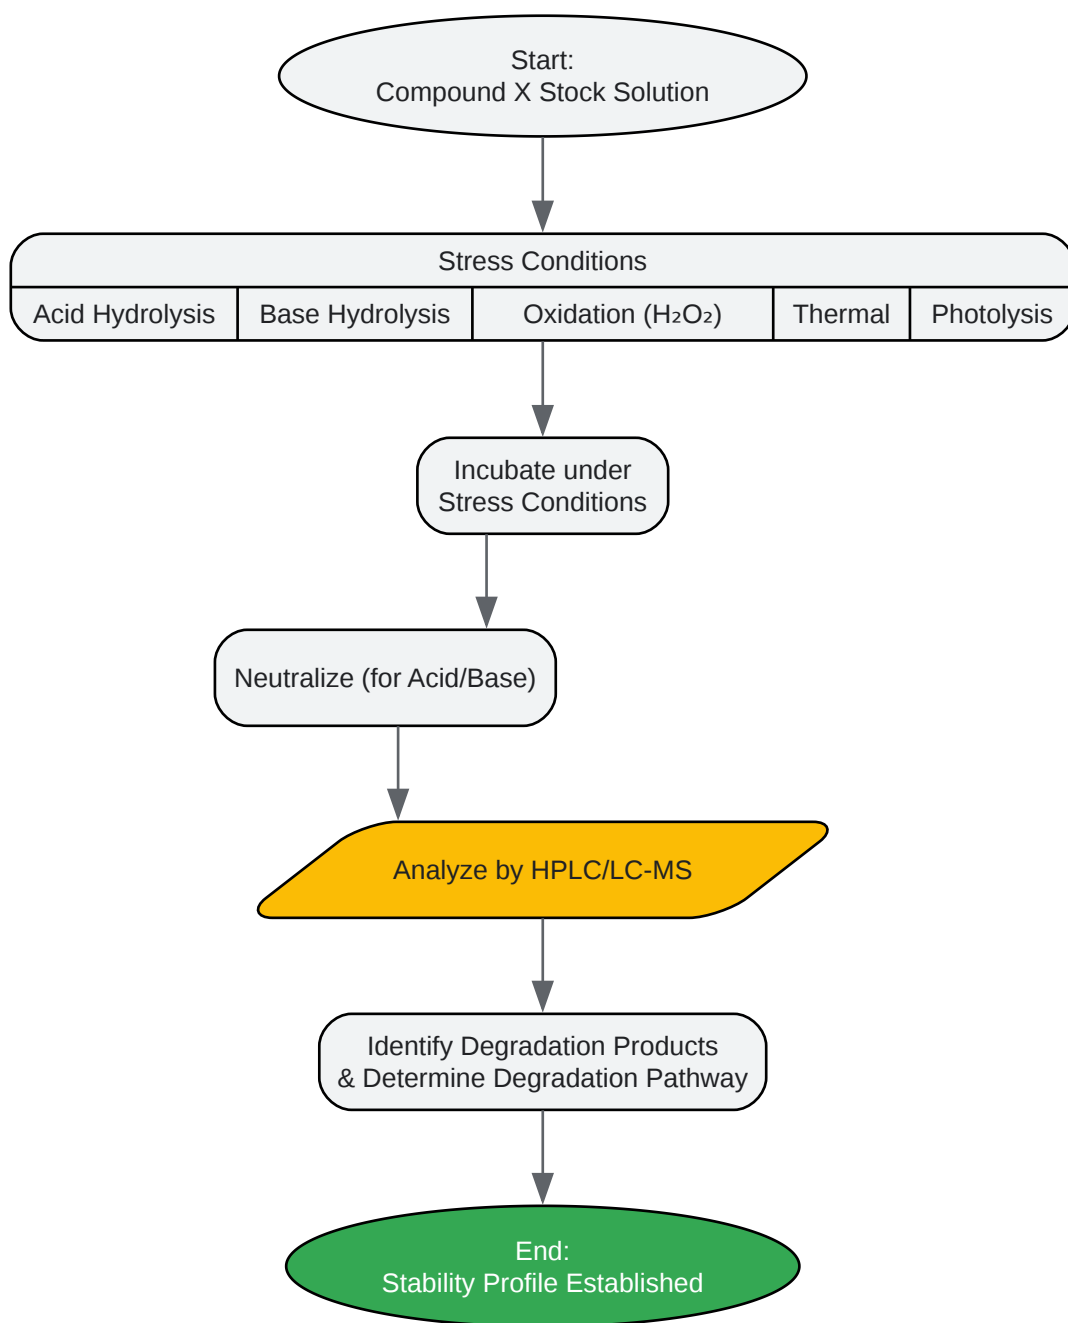 Start:
Compound X Stock Solution
Stress Conditions
Acid Hydrolysis
Base Hydrolysis
Oxidation (H₂O₂)
Thermal
Photolysis
Incubate under
Stress Conditions
Neutralize (for Acid/Base)
Analyze by HPLC/LC-MS
Identify Degradation Products
& Determine Degradation Pathway
End:
Stability Profile Established